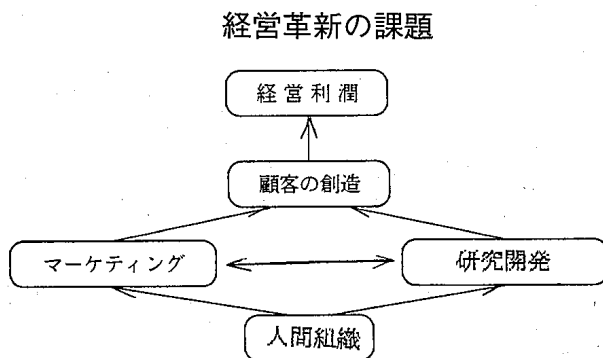 経営革新の課題
経営利潤
顧客の創造
マーケティング
研究開発
人間組織